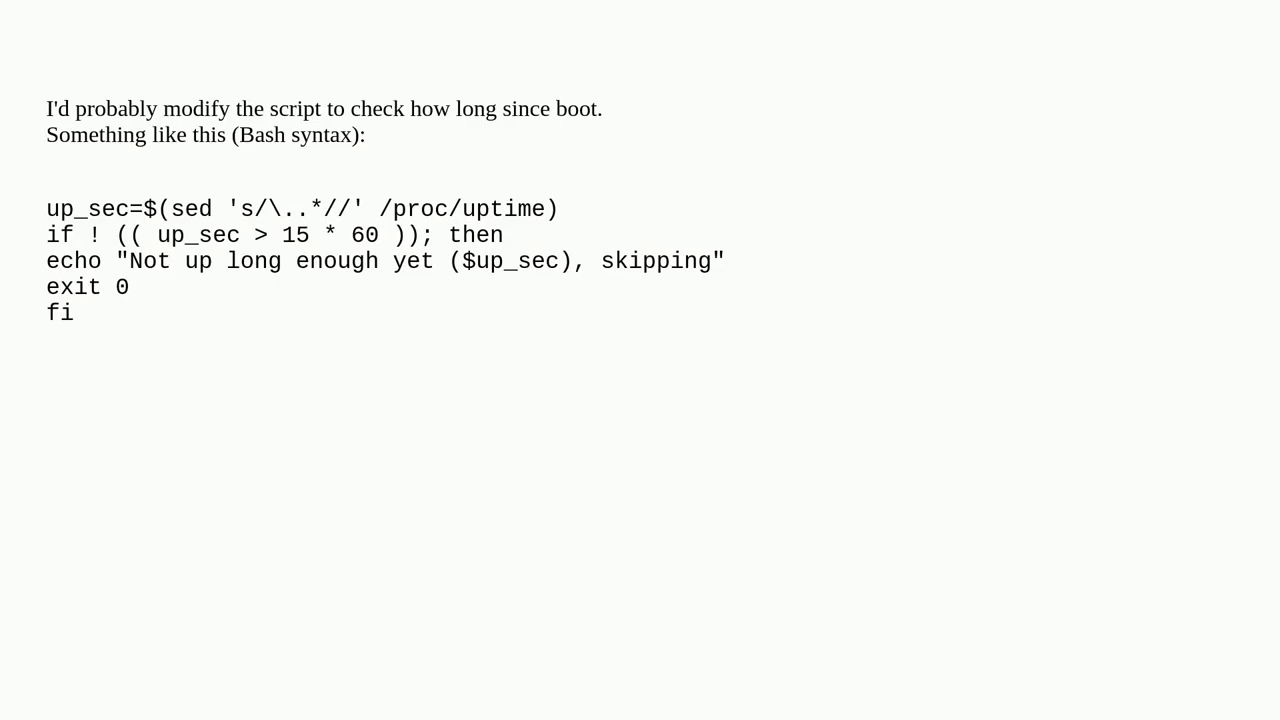 I'd probably modify the script to check how long since boot.
Something like this (Bash syntax):
up_sec=$(sed 's/\..*//' /proc/uptime)
if ! (( up_sec > 15 * 60 )); then
echo "Not up long enough yet ($up_sec), skipping"
exit 0
fi